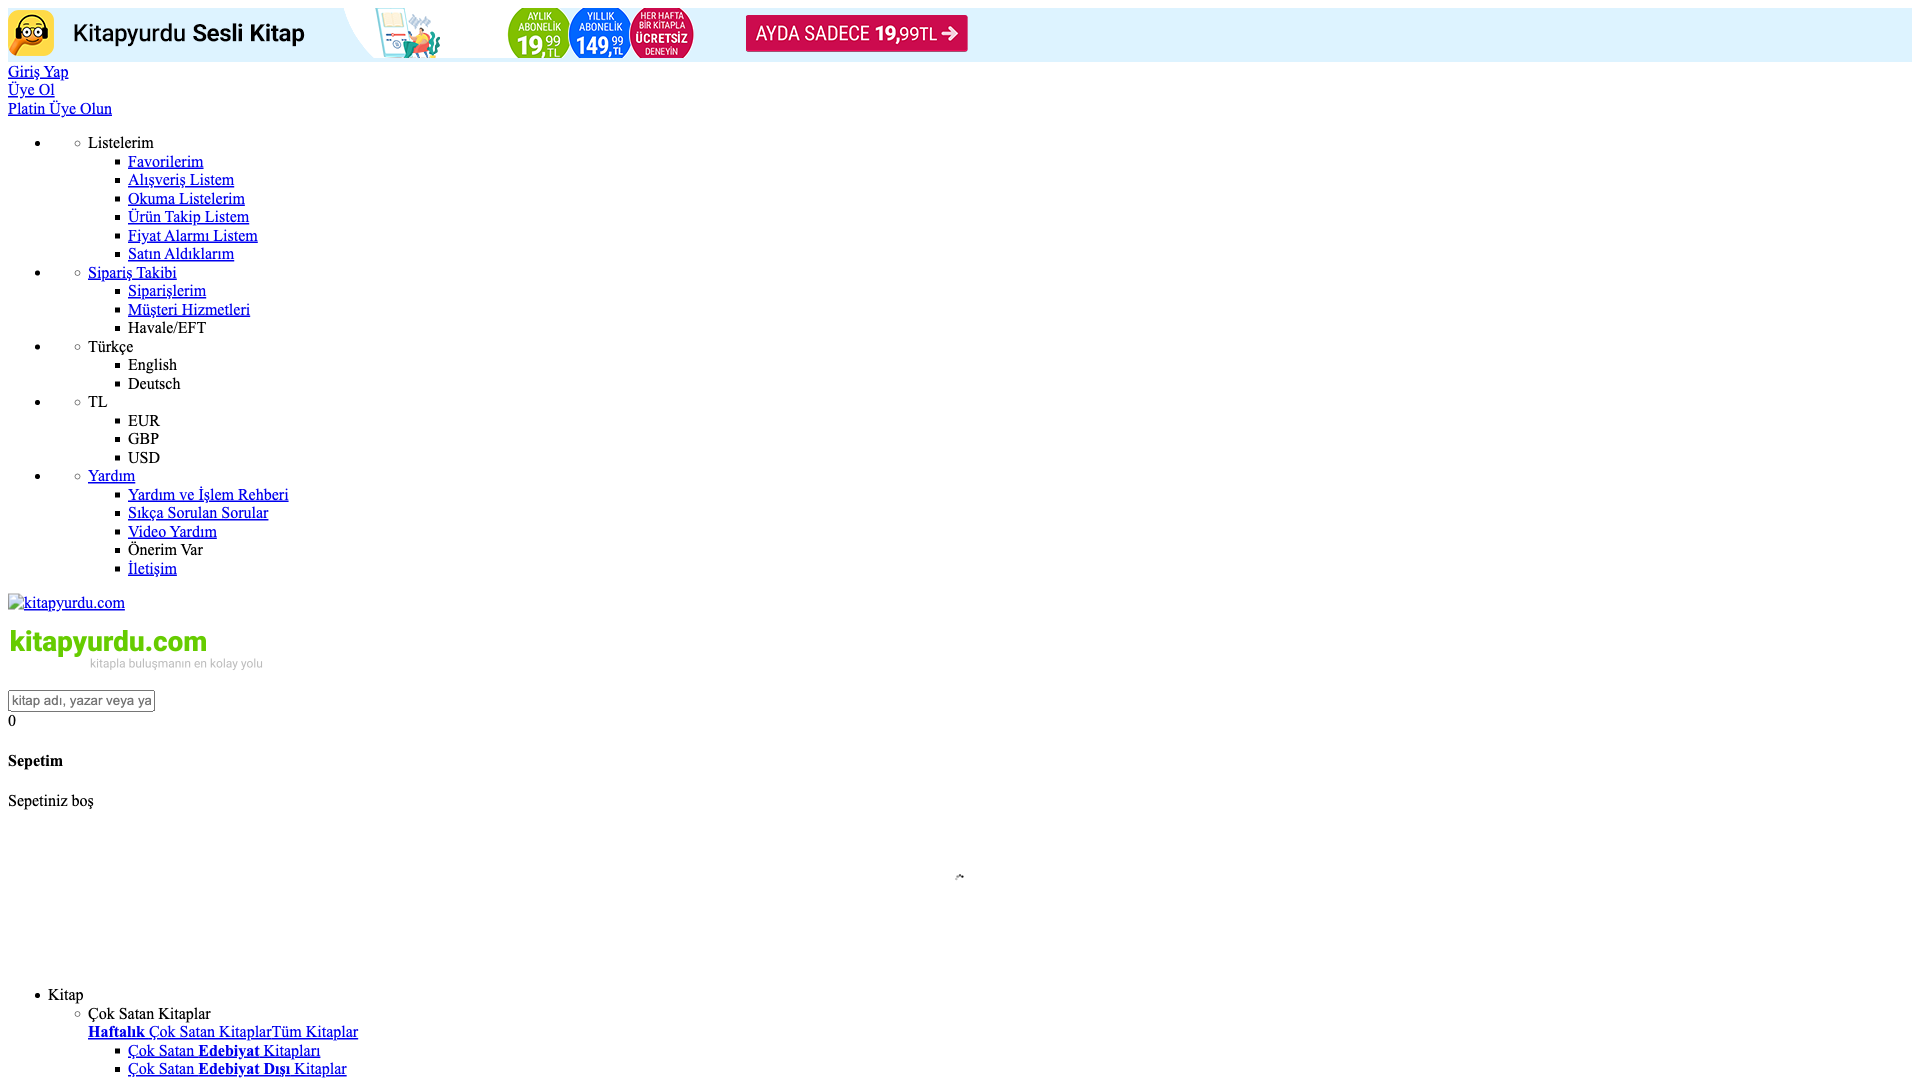 Kitapyurdu Sesli Kitap
AYLIK ABONELİK 19,99 TL
YILLIK ABONELİK 149,99 TL
HER HAFTA BİR KİTAPLA ÜCRETSİZ DENEYİN
AYDA SADECE 19,99TL
Giriş Yap
Üye Ol
Platin Üye Olun
Listelerim
Favorilerim
Alışveriş Listem
Okuma Listelerim
Ürün Takip Listem
Fiyat Alarmı Listem
Satın Aldıklarım
Sipariş Takibi
Siparişlerim
Müşteri Hizmetleri
Havale/EFT
Türkçe
English
Deutsch
TL
EUR
GBP
USD
Yardım
Yardım ve İşlem Rehberi
Sıkça Sorulan Sorular
Video Yardım
Önerim Var
İletişim
kitapyurdu.com
kitapyurdu.com
kitapla buluşmanın en kolay yolu
kitap adı, yazar veya ya
0
Sepetim
Sepetiniz boş
Kitap
Çok Satan Kitaplar
Haftalık Çok Satan KitaplarTüm Kitaplar
Çok Satan Edebiyat Kitapları
Çok Satan Edebiyat Dışı Kitaplar